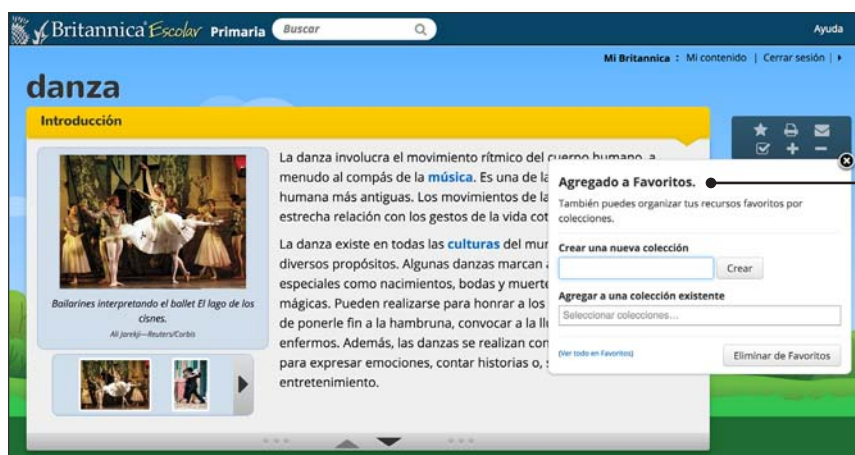 Britannica Escolar Primaria
Buscar
Ayuda
Mi Britannica : Mi contenido | Cerrar sesión |
danza
Introducción
La danza involucra el movimiento rítmico del cuerpo humano, a
menudo al compás de la música. Es una de la
humana más antiguas. Los movimientos de la
estrecha relación con los gestos de la vida cot
La danza existe en todas las culturas del mur
diversos propósitos. Algunas danzas marcan
especiales como nacimientos, bodas y muerte
mágicas. Pueden realizarse para honrar a los
de ponerle fin a la hambruna, convocar a la llu
enfermos. Además, las danzas se realizan con
para expresar emociones, contar historias o,
entretenimiento.
Bailarines interpretando el ballet El lago de los
cisnes.
Ali Jarekji—Reuters/Corbis
Agregado a Favoritos.
También puedes organizar tus recursos favoritos por
colecciones.
Crear una nueva colección
Crear
Agregar a una colección existente
Seleccionar colecciones...
(Ver todo en Favoritos)
Eliminar de Favoritos